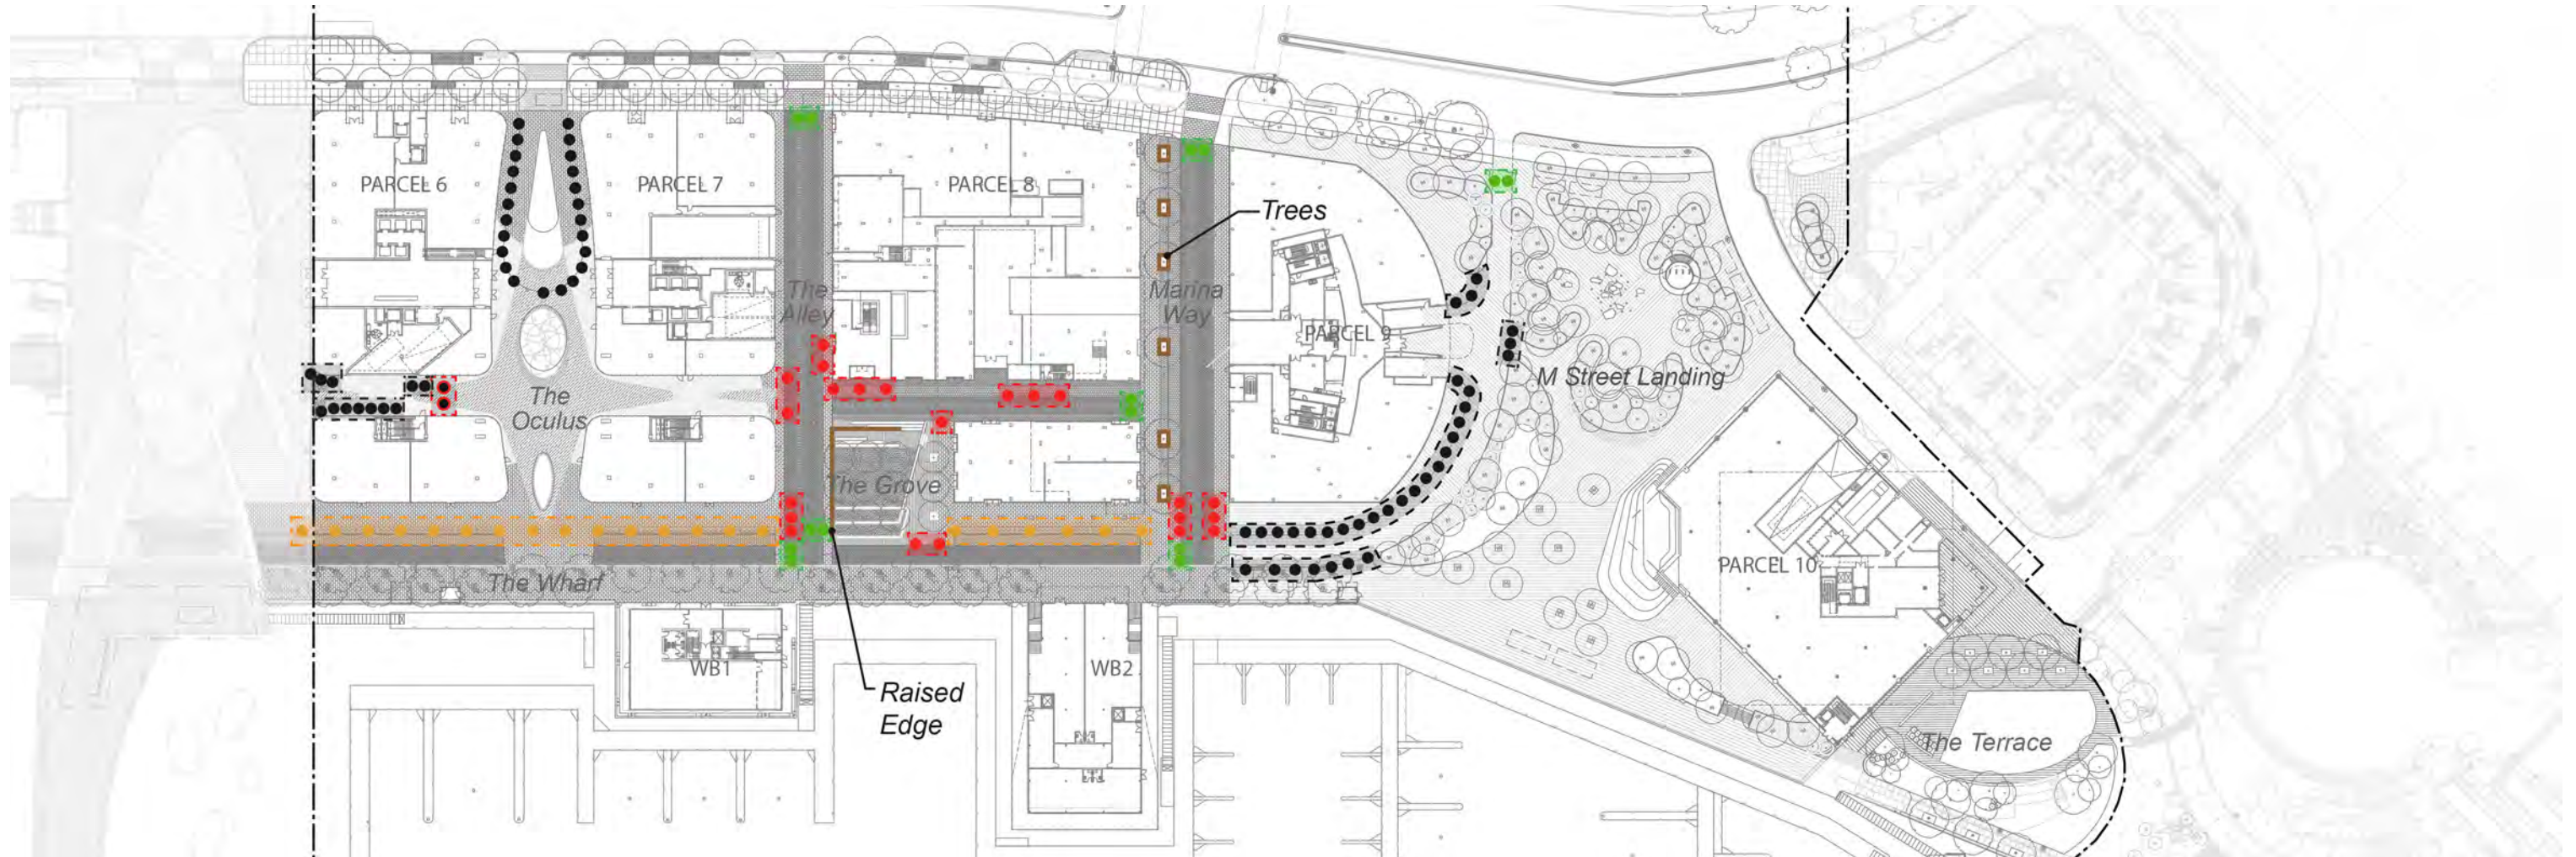 PARCEL 6
PARCEL 7
PARCEL 8
Trees
The
Alley
Marina
Way
PARCEL 9
M Street Landing
The
Oculus
The Grove
The Wharf
PARCEL 10
WB1
WB2
Raised
Edge
The Terrace